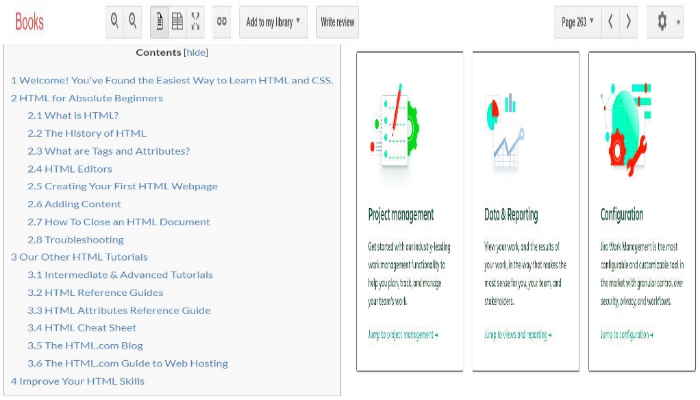 Books
Add to my library
Write review
Page 263
Contents [hide]
1 Welcome! You've Found the Easiest Way to Learn HTML and CSS.
2 HTML for Absolute Beginners
2.1 What is HTML?
2.2 The History of HTML
2.3 What are Tags and Attributes?
2.4 HTML Editors
2.5 Creating Your First HTML Webpage
2.6 Adding Content
2.7 How To Close an HTML Document
2.8 Troubleshooting
3 Our Other HTML Tutorials
3.1 Intermediate & Advanced Tutorials
3.2 HTML Reference Guides
3.3 HTML Attributes Reference Guide
3.4 HTML Cheat Sheet
3.5 The HTML.com Blog
3.6 The HTML.com Guide to Web Hosting
4 Improve Your HTML Skills
Project management
Get started with our industry-leading
work management functionality to
help you plan, track, and manage
your team's work.
Jump to project management →
Data & Reporting
View your work, and the results of
your work, in the way that makes the
most sense for you, your team, and
stakeholders.
Jump to views and reporting →
Configuration
Jira Work Management is the most
configurable and customizable tool in
the market with granular control over
security, privacy, and workflows.
Jump to configuration →